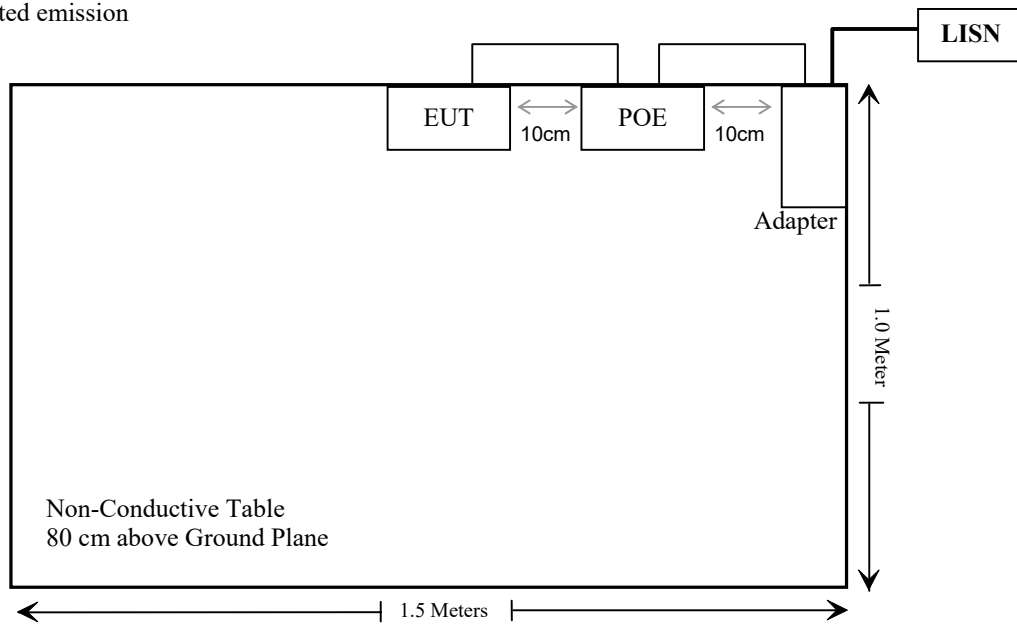 ted emission
LISN
EUT
10cm
POE
10cm
Adapter
1.0 Meter
Non-Conductive Table
80 cm above Ground Plane
1.5 Meters